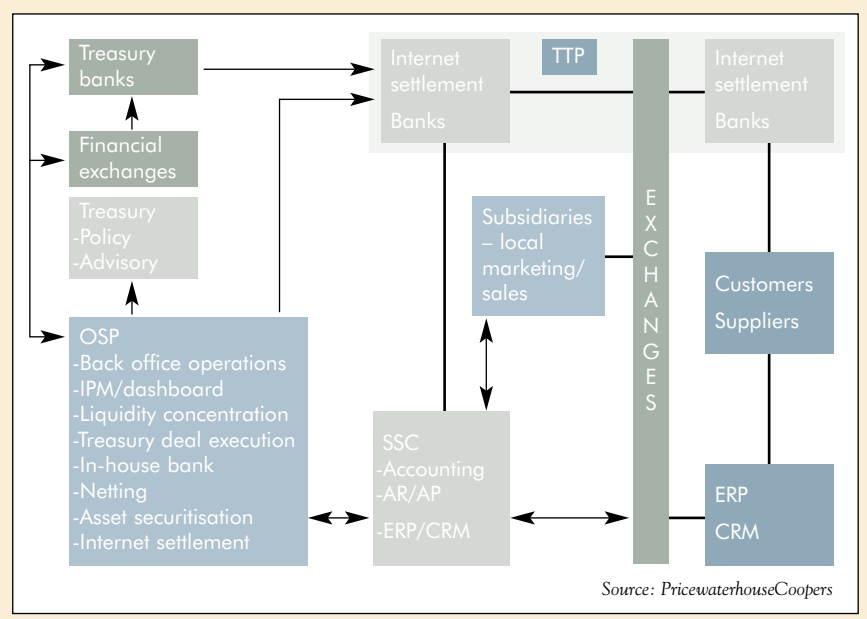 Treasury
banks
Financial
exchanges
Treasury
-Policy
-Advisory
OSP
-Back office operations
-IPM/dashboard
-Liquidity concentration
-Treasury deal execution
-In-house bank
-Netting
-Asset securitisation
-Internet settlement
Internet
settlement
Banks
TTP
Subsidiaries
– local
marketing/
sales
SSC
-Accounting
-AR/AP
-ERP/CRM
EXCHANGES
Internet
settlement
Banks
Customers
Suppliers
ERP
CRM
Source: PricewaterhouseCoopers